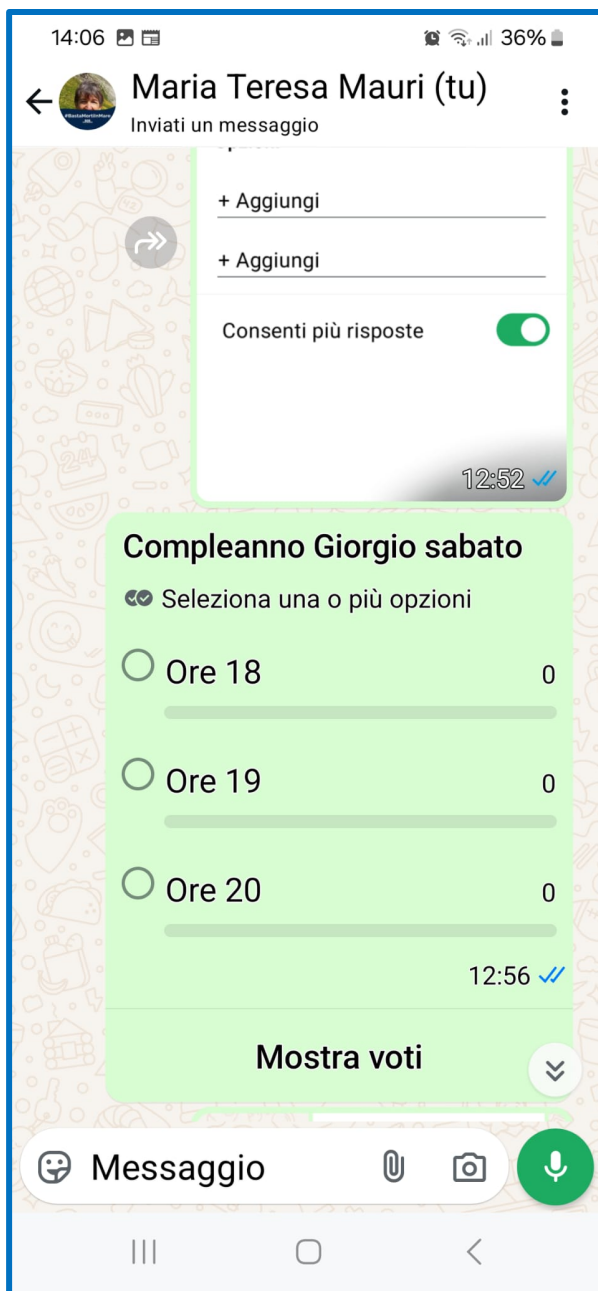 14:06
36%
Maria Teresa Mauri (tu)
Inviati un messaggio
+ Aggiungi
+ Aggiungi
Consenti più risposte
12:52
Compleanno Giorgio sabato
Seleziona una o più opzioni
Ore 18 0
Ore 19 0
Ore 20 0
12:56
Mostra voti
Messaggio